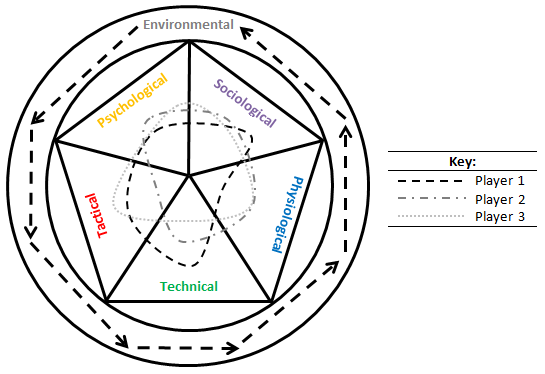 Environmental
Psychological
Sociological
Tactical
Physiological
Technical
Key:
Player 1
Player 2
Player 3